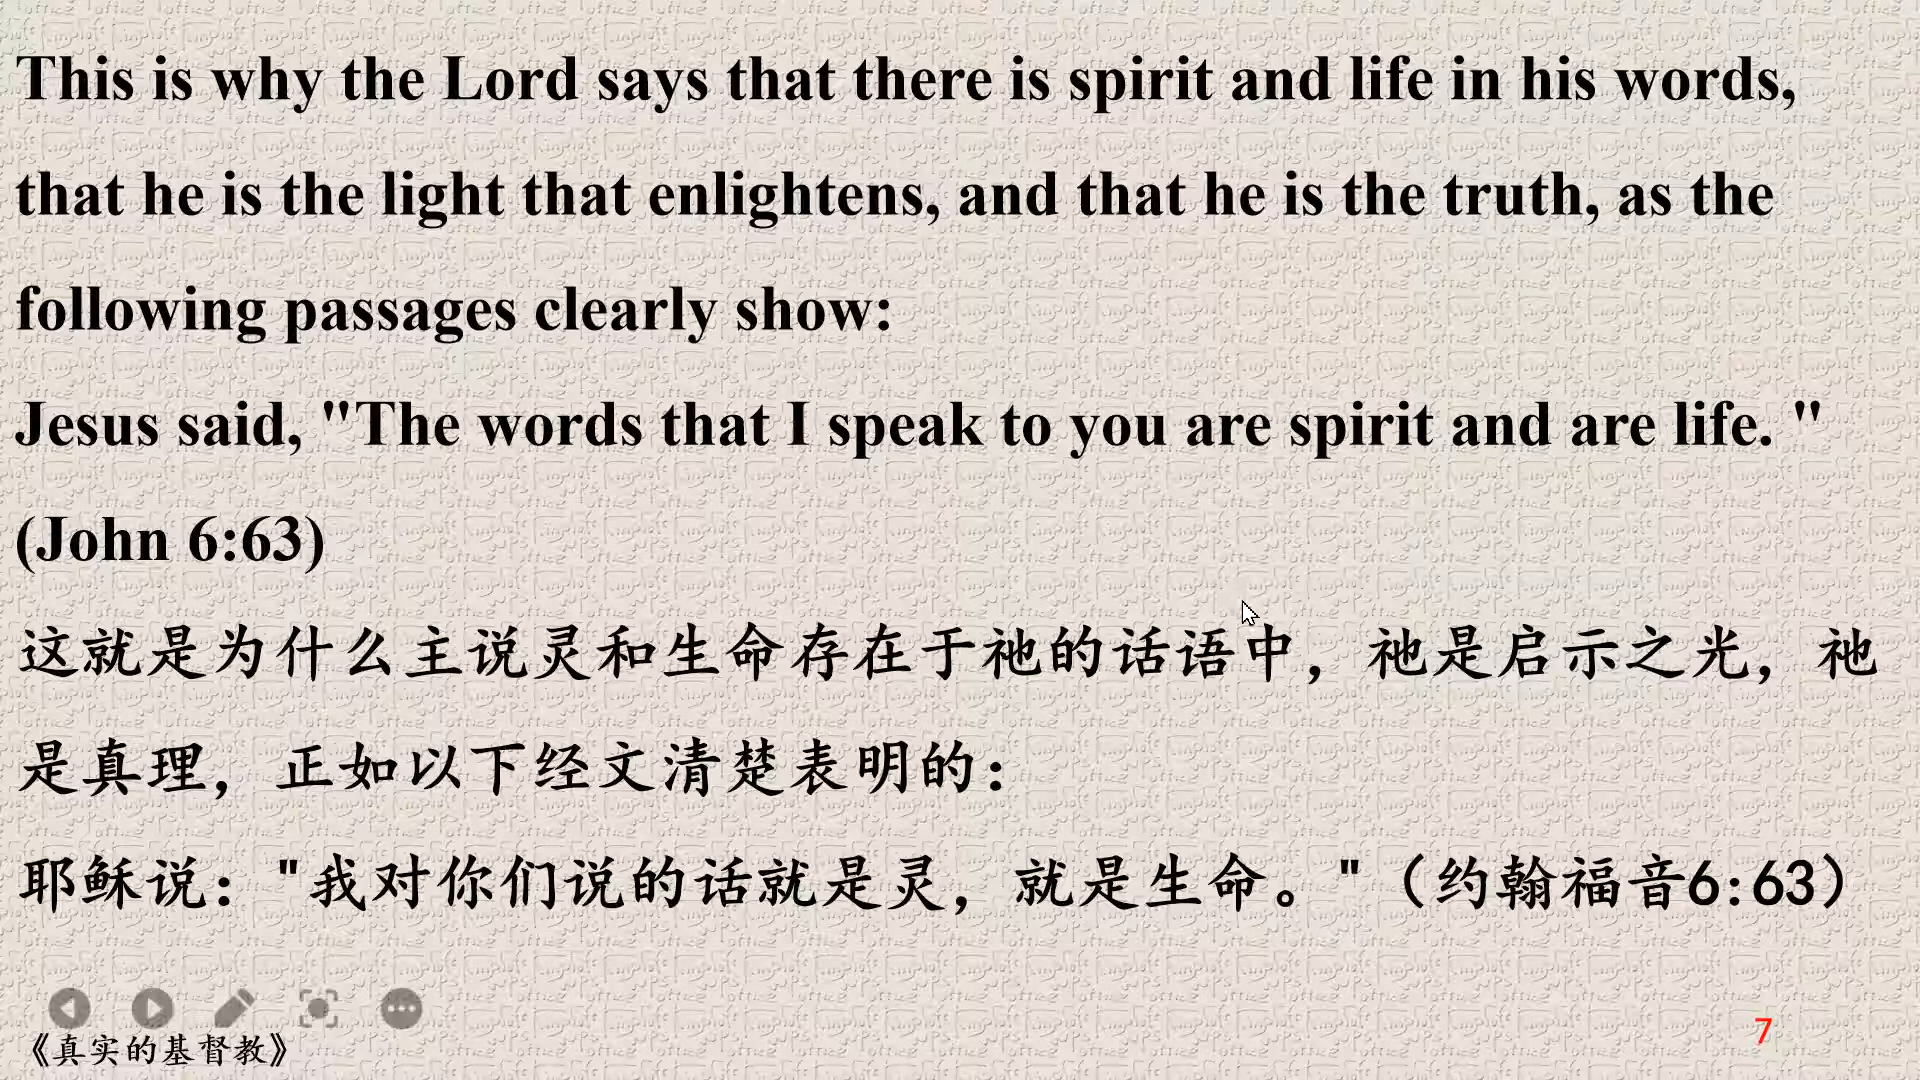 This is why the Lord says that there is spirit and life in his words,
that he is the light that enlightens, and that he is the truth, as the
following passages clearly show:
Jesus said, "The words that I speak to you are spirit and are life. "
(John 6:63)
这就是为什么主说灵和生命存在于祂的话语中，祂是启示之光，祂
是真理，正如以下经文清楚表明的：
耶稣说："我对你们说的话就是灵，就是生命。"（约翰福音6:63）
《真实的基督教》
7